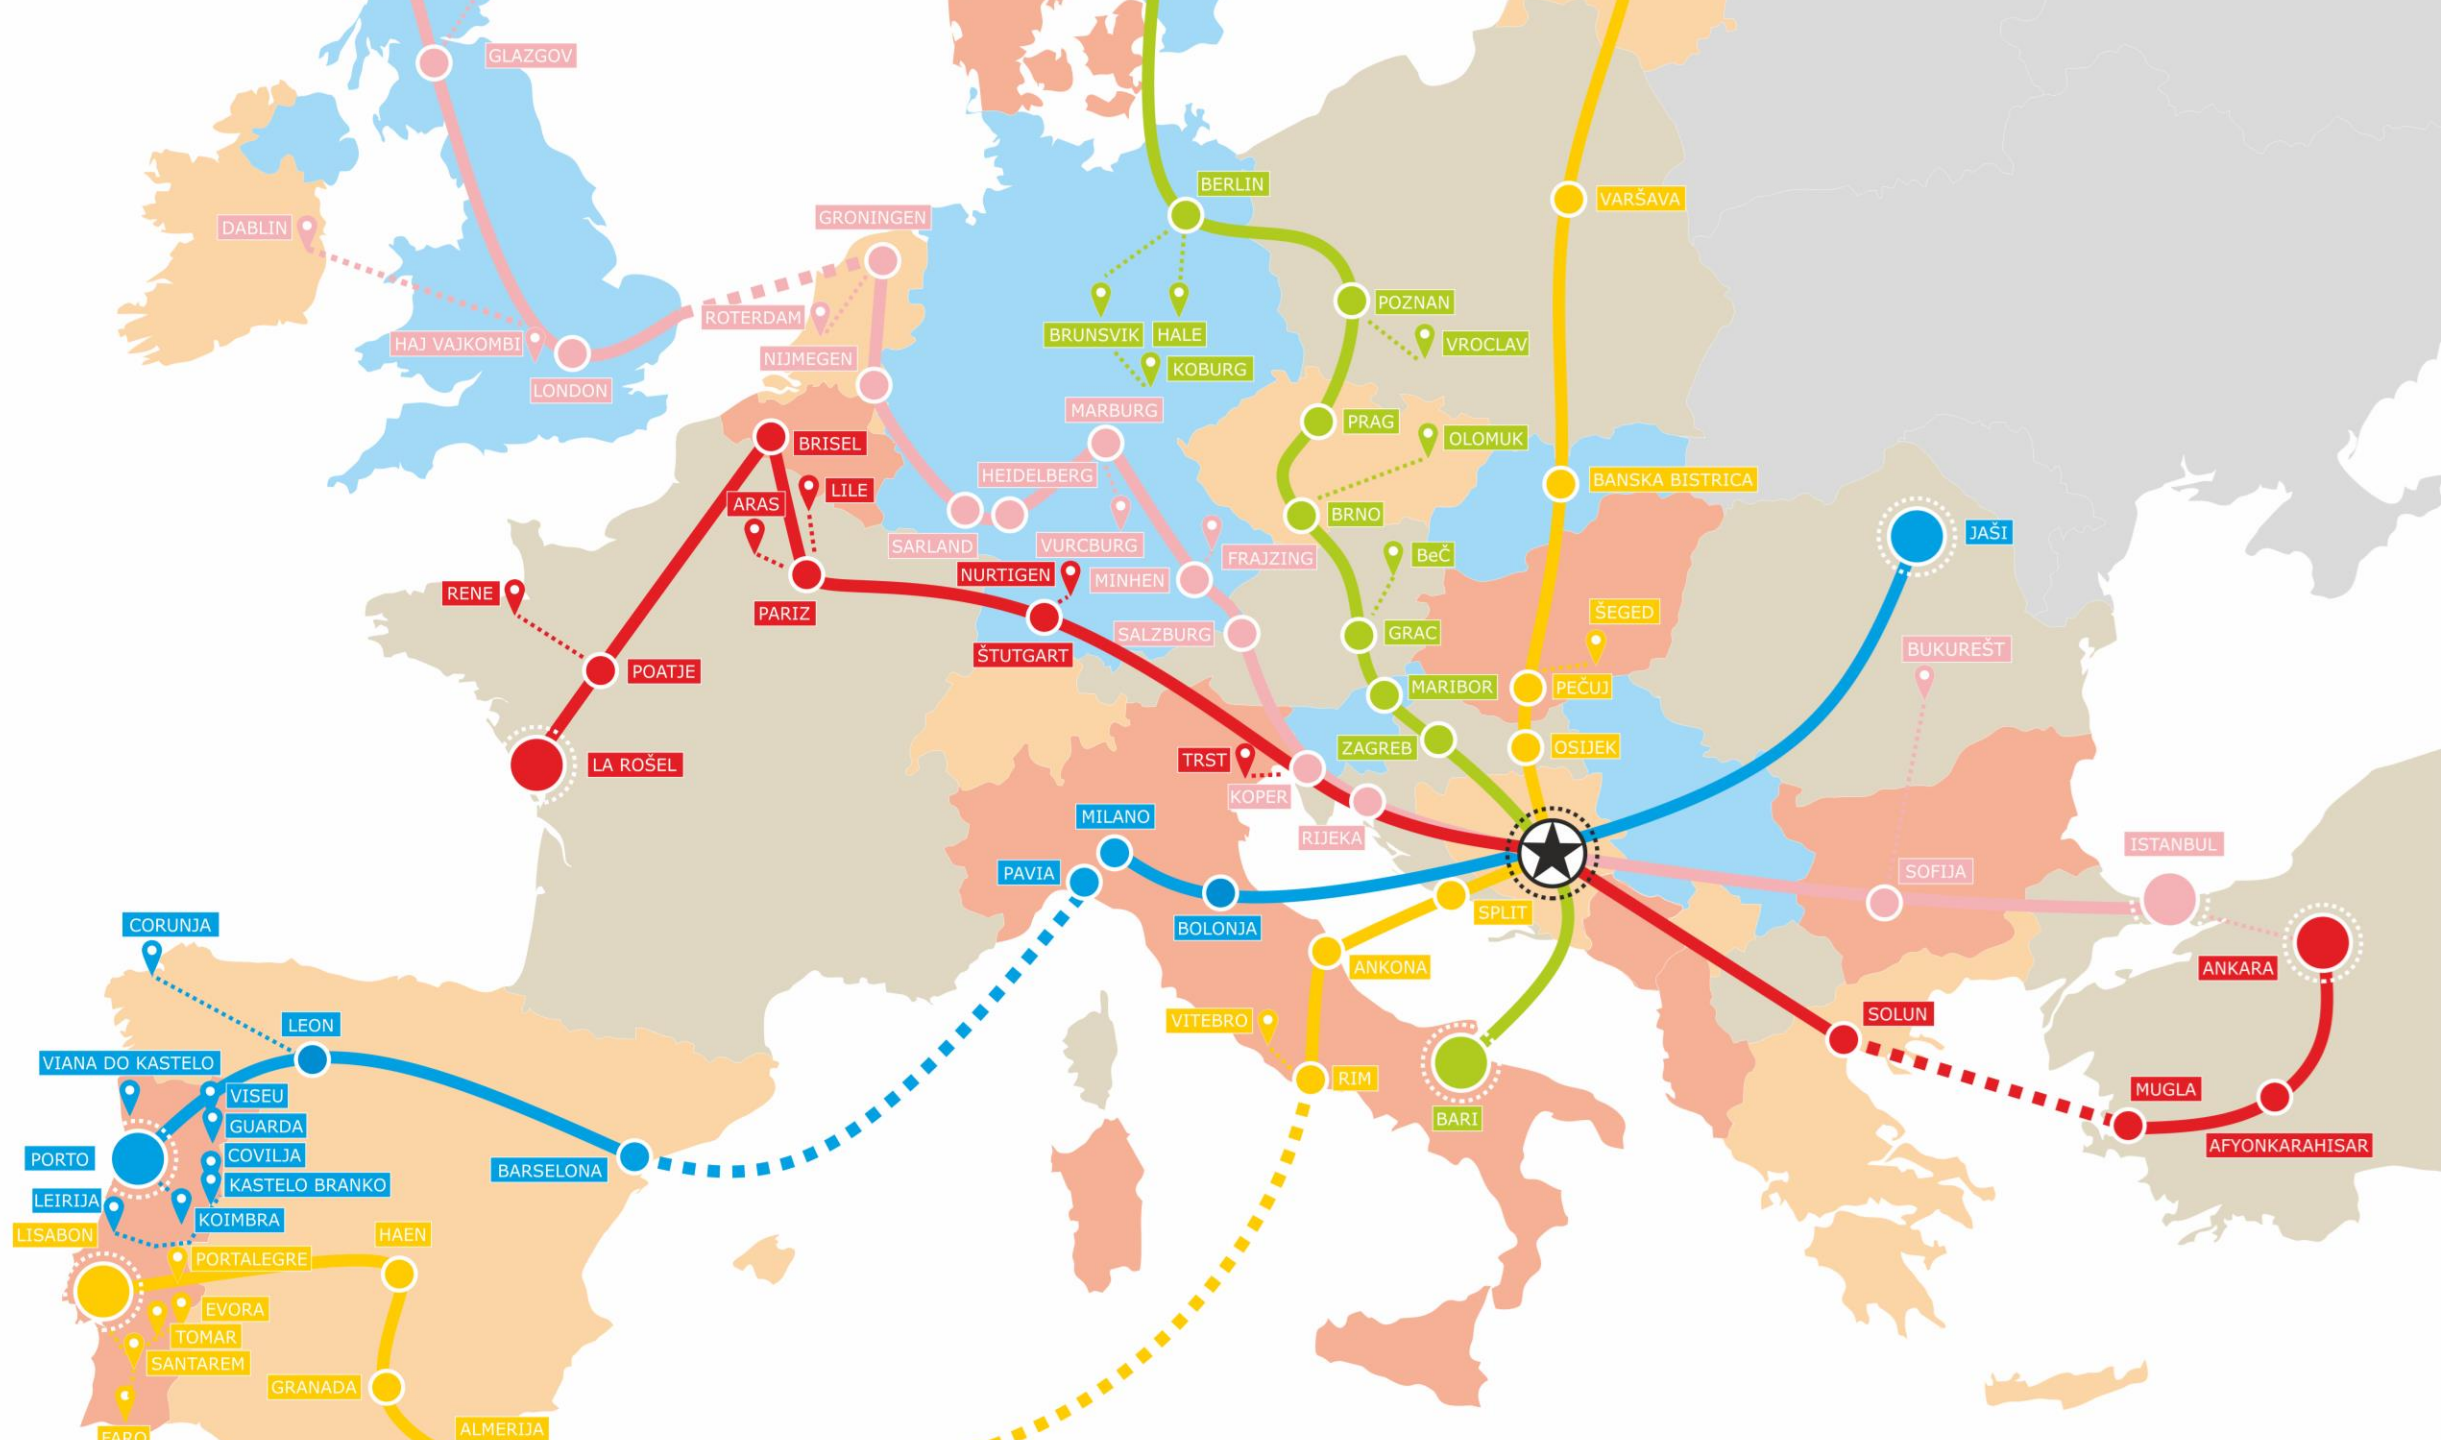 GLAZGOV
BERLIN
VARŠAVA
GRONINGEN
DABLIN
ROTERDAM
POZNAN
BRUNSVIK
HALE
HAJ VAJKOMBI
VROCLAV
NIJMEGEN
KOBURG
LONDON
MARBURG
PRAG
OLOMUK
BRISEL
HEIDELBERG
BANSKA BISTRICA
LILE
ARAS
BRNO
JAŠI
SARLAND
VURCBURG
FRAJZING
BeČ
NURTIGEN
MINHEN
RENE
PARIZ
ŠEGED
SALZBURG
GRAC
BUKUREŠT
ŠTUTGART
POATJE
MARIBOR
PEČUJ
ZAGREB
OSIJEK
TRST
LA ROŠEL
KOPER
MILANO
RIJEKA
ISTANBUL
PAVIA
SOFIJA
SPLIT
CORUNJA
BOLONJA
ANKONA
ANKARA
SOLUN
VITEBRO
LEON
VIANA DO KASTELO
RIM
MUGLA
VISEU
BARI
GUARDA
AFYONKARAHISAR
COVILJA
PORTO
BARSELONA
KASTELO BRANKO
LEIRIJA
KOIMBRA
LISABON
HAEN
PORTALEGRE
EVORA
TOMAR
SANTAREM
GRANADA
ALMERIJA
FARO